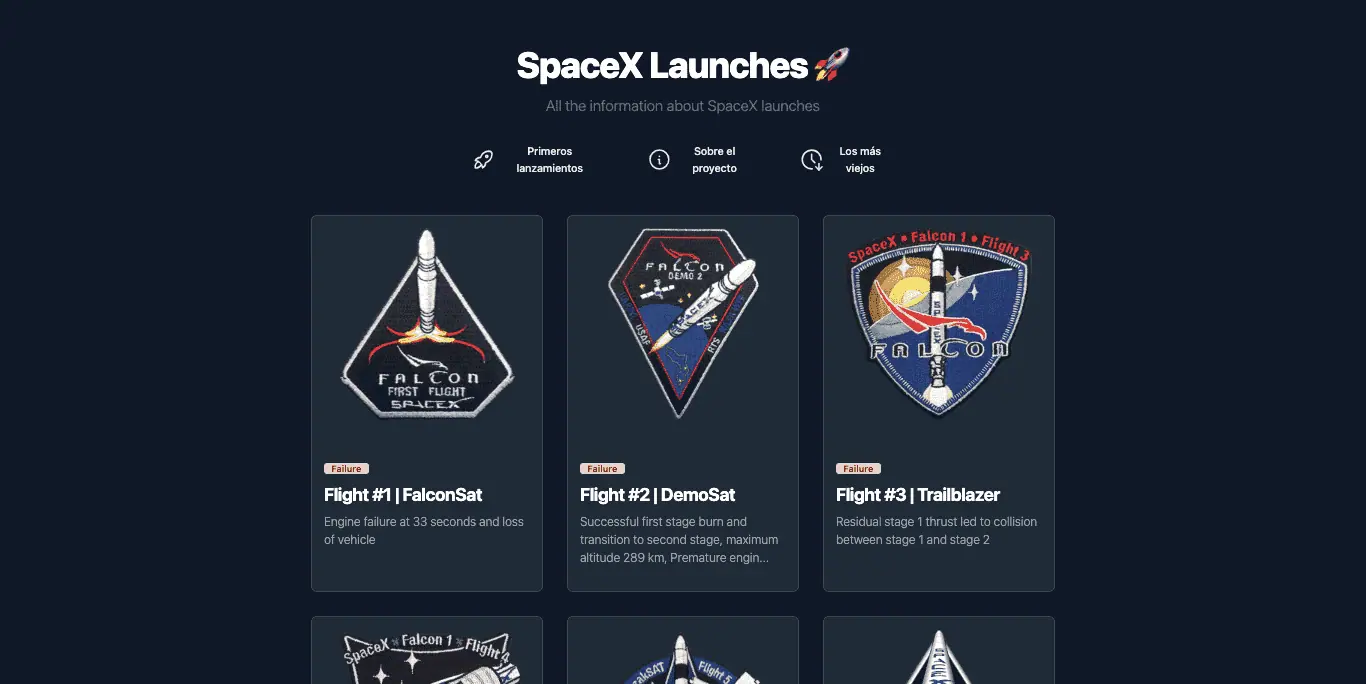 SpaceX Launches
All the information about SpaceX launches
Primeros
lanzamientos
Sobre el
proyecto
Los más
viejos
FALCON
FIRST FLIGHT
SPACEX
FALCON
DEMO 2
SPACEX
USAF
RTS
SpaceX • Falcon 1 • Flight 3
SPACEX
FALCON
Failure
Flight #1 | FalconSat
Engine failure at 33 seconds and loss
of vehicle
Failure
Flight #2 | DemoSat
Successful first stage burn and
transition to second stage, maximum
altitude 289 km, Premature engin...
Failure
Flight #3 | Trailblazer
Residual stage 1 thrust led to collision
between stage 1 and stage 2
SpaceX Falcon 1 Flight 4
akSAT Flight 5